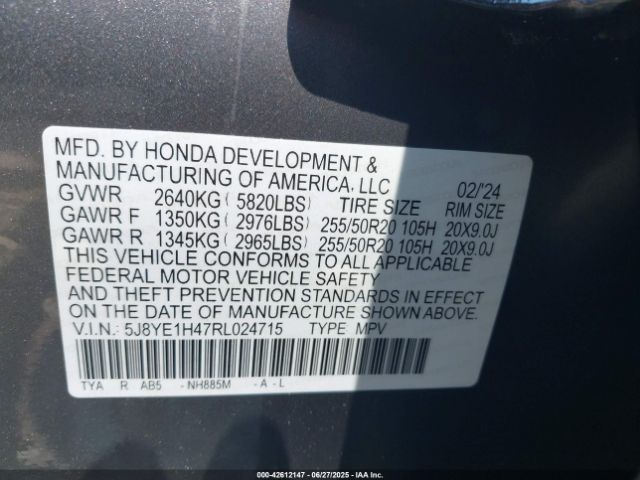 MFD. BY HONDA DEVELOPMENT &
MANUFACTURING OF AMERICA, LLC 02/'24
GVWR 2640KG (5820LBS) TIRE SIZE RIM SIZE
GAWR F 1350KG (2976LBS) 255/50R20 105H 20X9.0J
GAWR R 1345KG (2965LBS) 255/50R20 105H 20X9.0J
THIS VEHICLE CONFORMS TO ALL APPLICABLE
FEDERAL MOTOR VEHICLE SAFETY
AND THEFT PREVENTION STANDARDS IN EFFECT
ON THE DATE OF MANUFACTURE SHOWN ABOVE.
V.I.N.: 5J8YE1H47RL024715 TYPE MPV
TYA R AB5 -NH885M -A-L
000-42612147 | 06/27/2025 | IAA Inc.